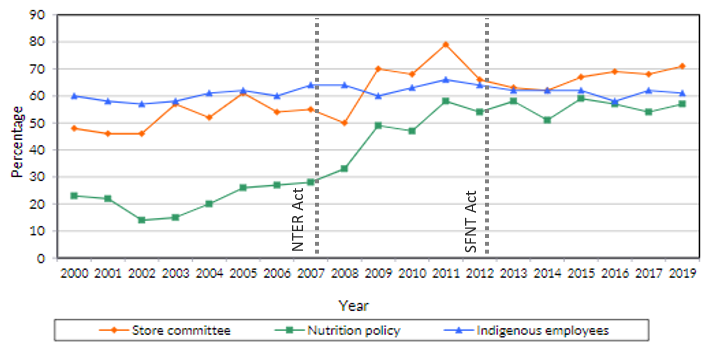 90
80
70
60
50
40
30
20
10
0
Percentage
NTER Act
SFNT Act
2000 2001 2002 2003 2004 2005 2006 2007 2008 2009 2010 2011 2012 2013 2014 2015 2016 2017 2019
Year
Store committee Nutrition policy Indigenous employees